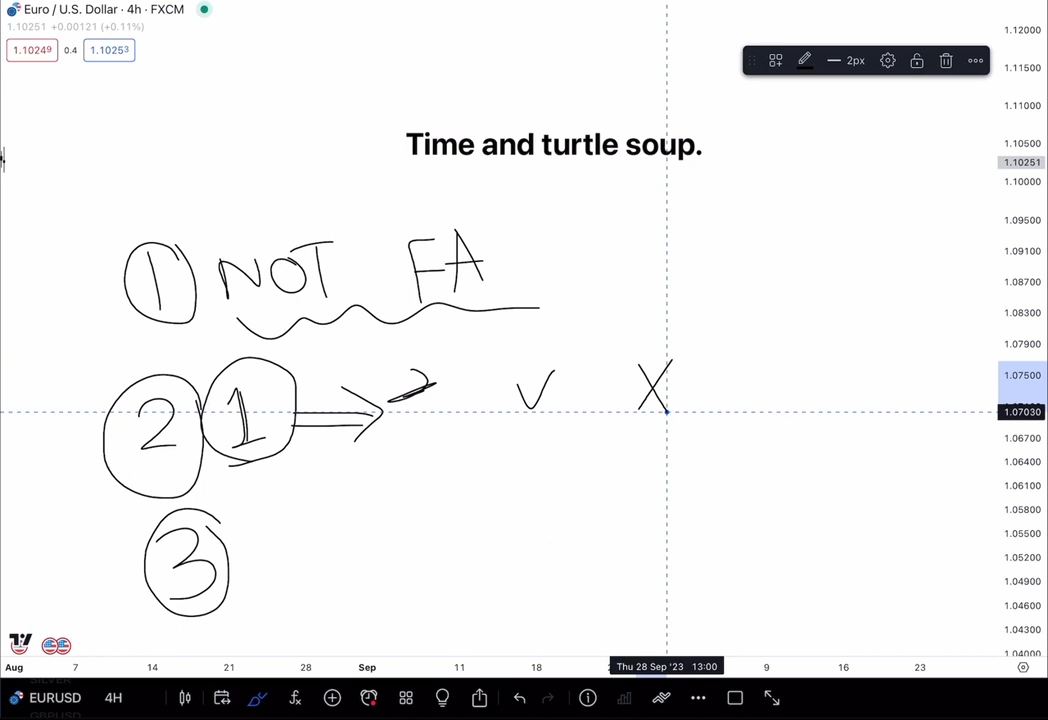 Euro / U.S. Dollar · 4h · FXCM
1.10251 +0.00121 (+0.11%)
1.10249 0.4 1.10253
2px
Time and turtle soup.
1 NOT FA
2 1 V X
3
1.12000
1.11500
1.11000
1.10500
1.10251
1.10000
1.09500
1.09100
1.08700
1.08300
1.07900
1.07500
1.07030
1.06700
1.06400
1.06100
1.05800
1.05500
1.05200
1.04900
1.04600
1.04300
1.04000
Aug 7 14 21 28 Sep 11 18 Thu 28 Sep '23 13:00 9 16 23
SILVER
EURUSD 4H
GBPUSD